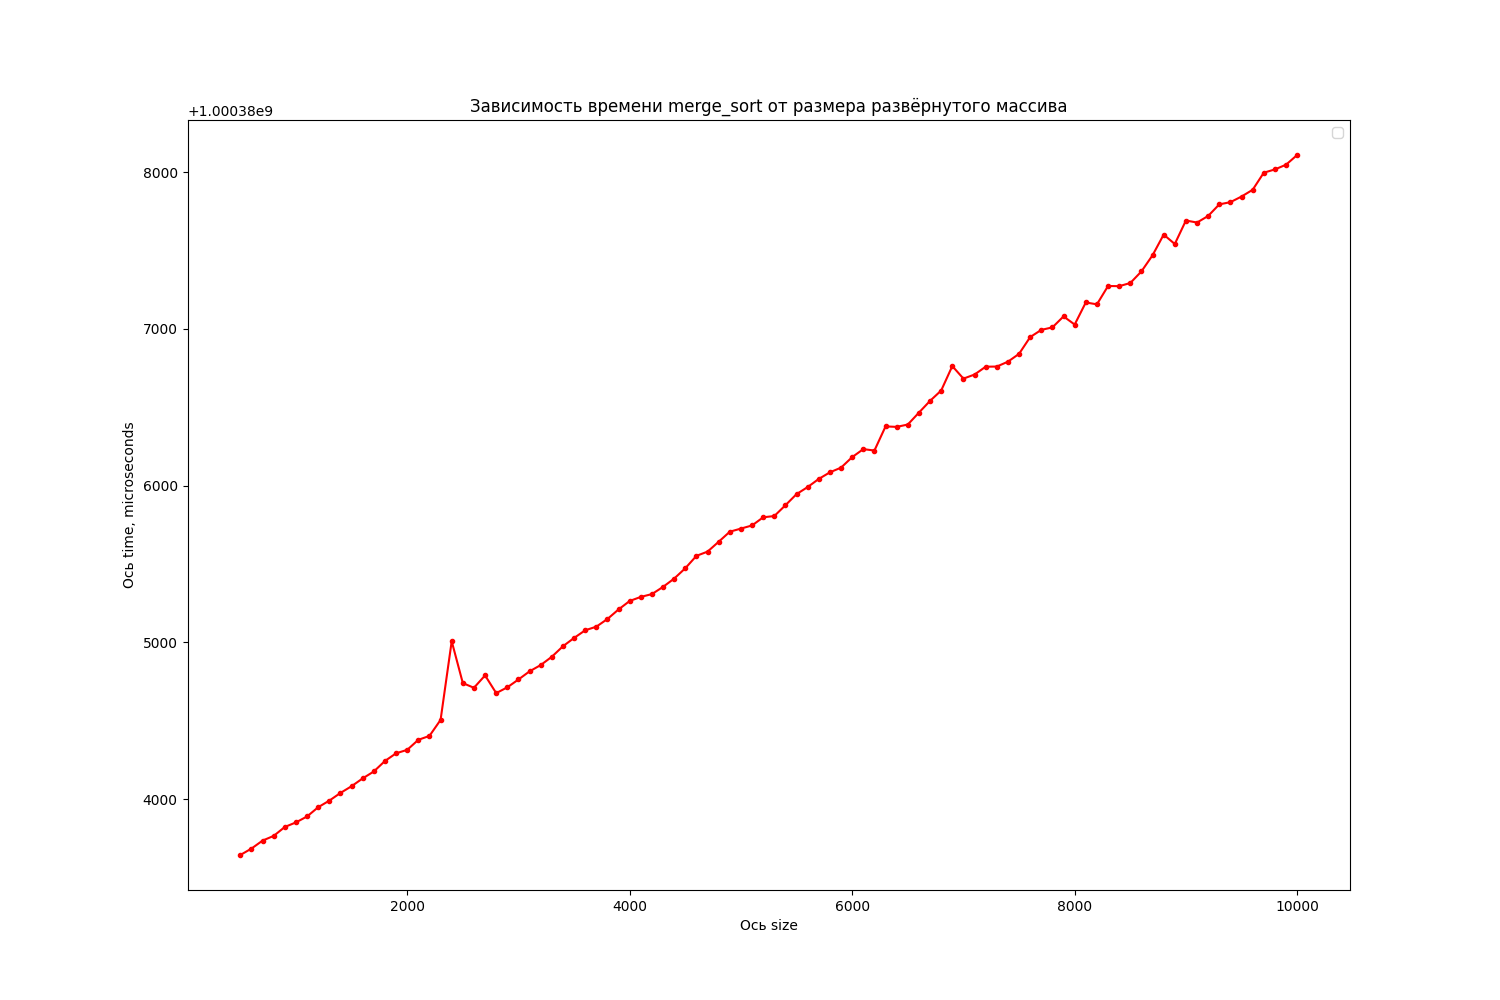 Зависимость времени merge_sort от размера развёрнутого массива
+1.00038e9
8000
7000
6000
5000
4000
Ось time, microseconds
2000 4000 6000 8000 10000
Ось size